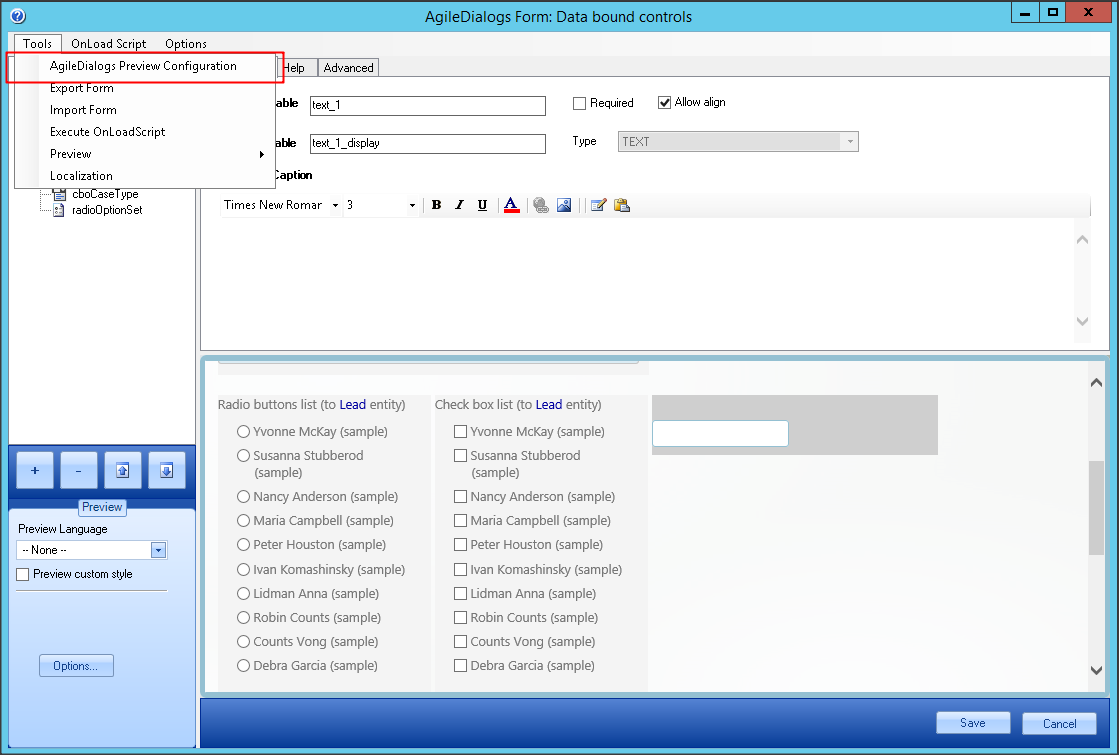 AgileDialogs Form: Data bound controls
Tools OnLoad Script Options
AgileDialogs Preview Configuration
Export Form
Import Form
Execute OnLoadScript
Preview
Localization
cboCaseType
radioOptionSet
Help Advanced
able text_1 Required Allow align
able text_1_display Type TEXT
Caption
Times New Romar 3 B I U A
Radio buttons list (to Lead entity)
Yvonne McKay (sample)
Susanna Stubberod
(sample)
Nancy Anderson (sample)
Maria Campbell (sample)
Peter Houston (sample)
Ivan Komashinsky (sample)
Lidman Anna (sample)
Robin Counts (sample)
Counts Vong (sample)
Debra Garcia (sample)
Check box list (to Lead entity)
Yvonne McKay (sample)
Susanna Stubberod
(sample)
Nancy Anderson (sample)
Maria Campbell (sample)
Peter Houston (sample)
Ivan Komashinsky (sample)
Lidman Anna (sample)
Robin Counts (sample)
Counts Vong (sample)
Debra Garcia (sample)
+ -
Preview
Preview Language
-- None --
Preview custom style
Options...
Save Cancel